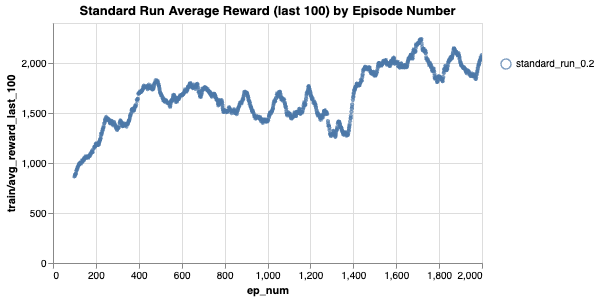 Standard Run Average Reward (last 100) by Episode Number
train/avg_reward_last_100
2,000
1,500
1,000
500
0
0 200 400 600 800 1,000 1,200 1,400 1,600 1,800 2,000
ep_num
standard_run_0.2